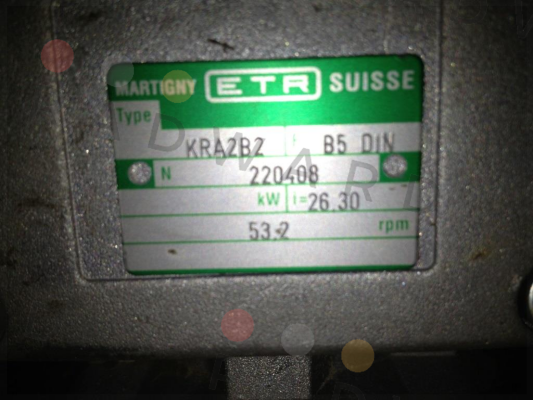 MARTIGNY ETR SUISSE
Type
KRA2B2 B5 DIN
N 220408
kW i=26.30
53.2 rpm